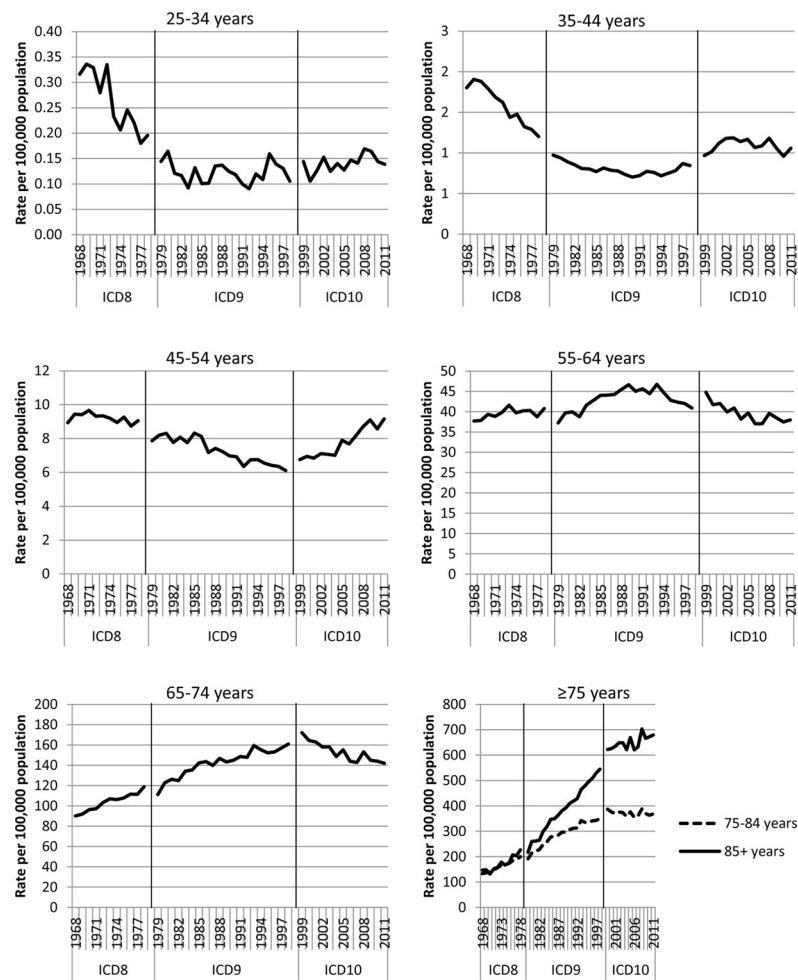 25-34 years
Rate per 100,000 population
0.40
0.35
0.30
0.25
0.20
0.15
0.10
0.05
0.00
1968 1971 1974 1977 1979 1982 1985 1988 1991 1994 1997 1999 2002 2005 2008 2011
ICD8 ICD9 ICD10
35-44 years
Rate per 100,000 population
3
2
2
1
1
0
1968 1971 1974 1977 1979 1982 1985 1988 1991 1994 1997 1999 2002 2005 2008 2011
ICD8 ICD9 ICD10
45-54 years
Rate per 100,000 population
12
10
8
6
4
2
0
1968 1971 1974 1977 1979 1982 1985 1988 1991 1994 1997 1999 2002 2005 2008 2011
ICD8 ICD9 ICD10
55-64 years
Rate per 100,000 population
50
45
40
35
30
25
20
15
10
5
0
1968 1971 1974 1977 1979 1982 1985 1988 1991 1994 1997 1999 2002 2005 2008 2011
ICD8 ICD9 ICD10
65-74 years
Rate per 100,000 population
200
180
160
140
120
100
80
60
40
20
0
1968 1971 1974 1977 1979 1982 1985 1988 1991 1994 1997 1999 2002 2005 2008 2011
ICD8 ICD9 ICD10
≥75 years
Rate per 100,000 population
800
700
600
500
400
300
200
100
0
1968 1973 1978 1982 1987 1992 1997 2001 2006 2011
ICD8 ICD9 ICD10
75-84 years
85+ years